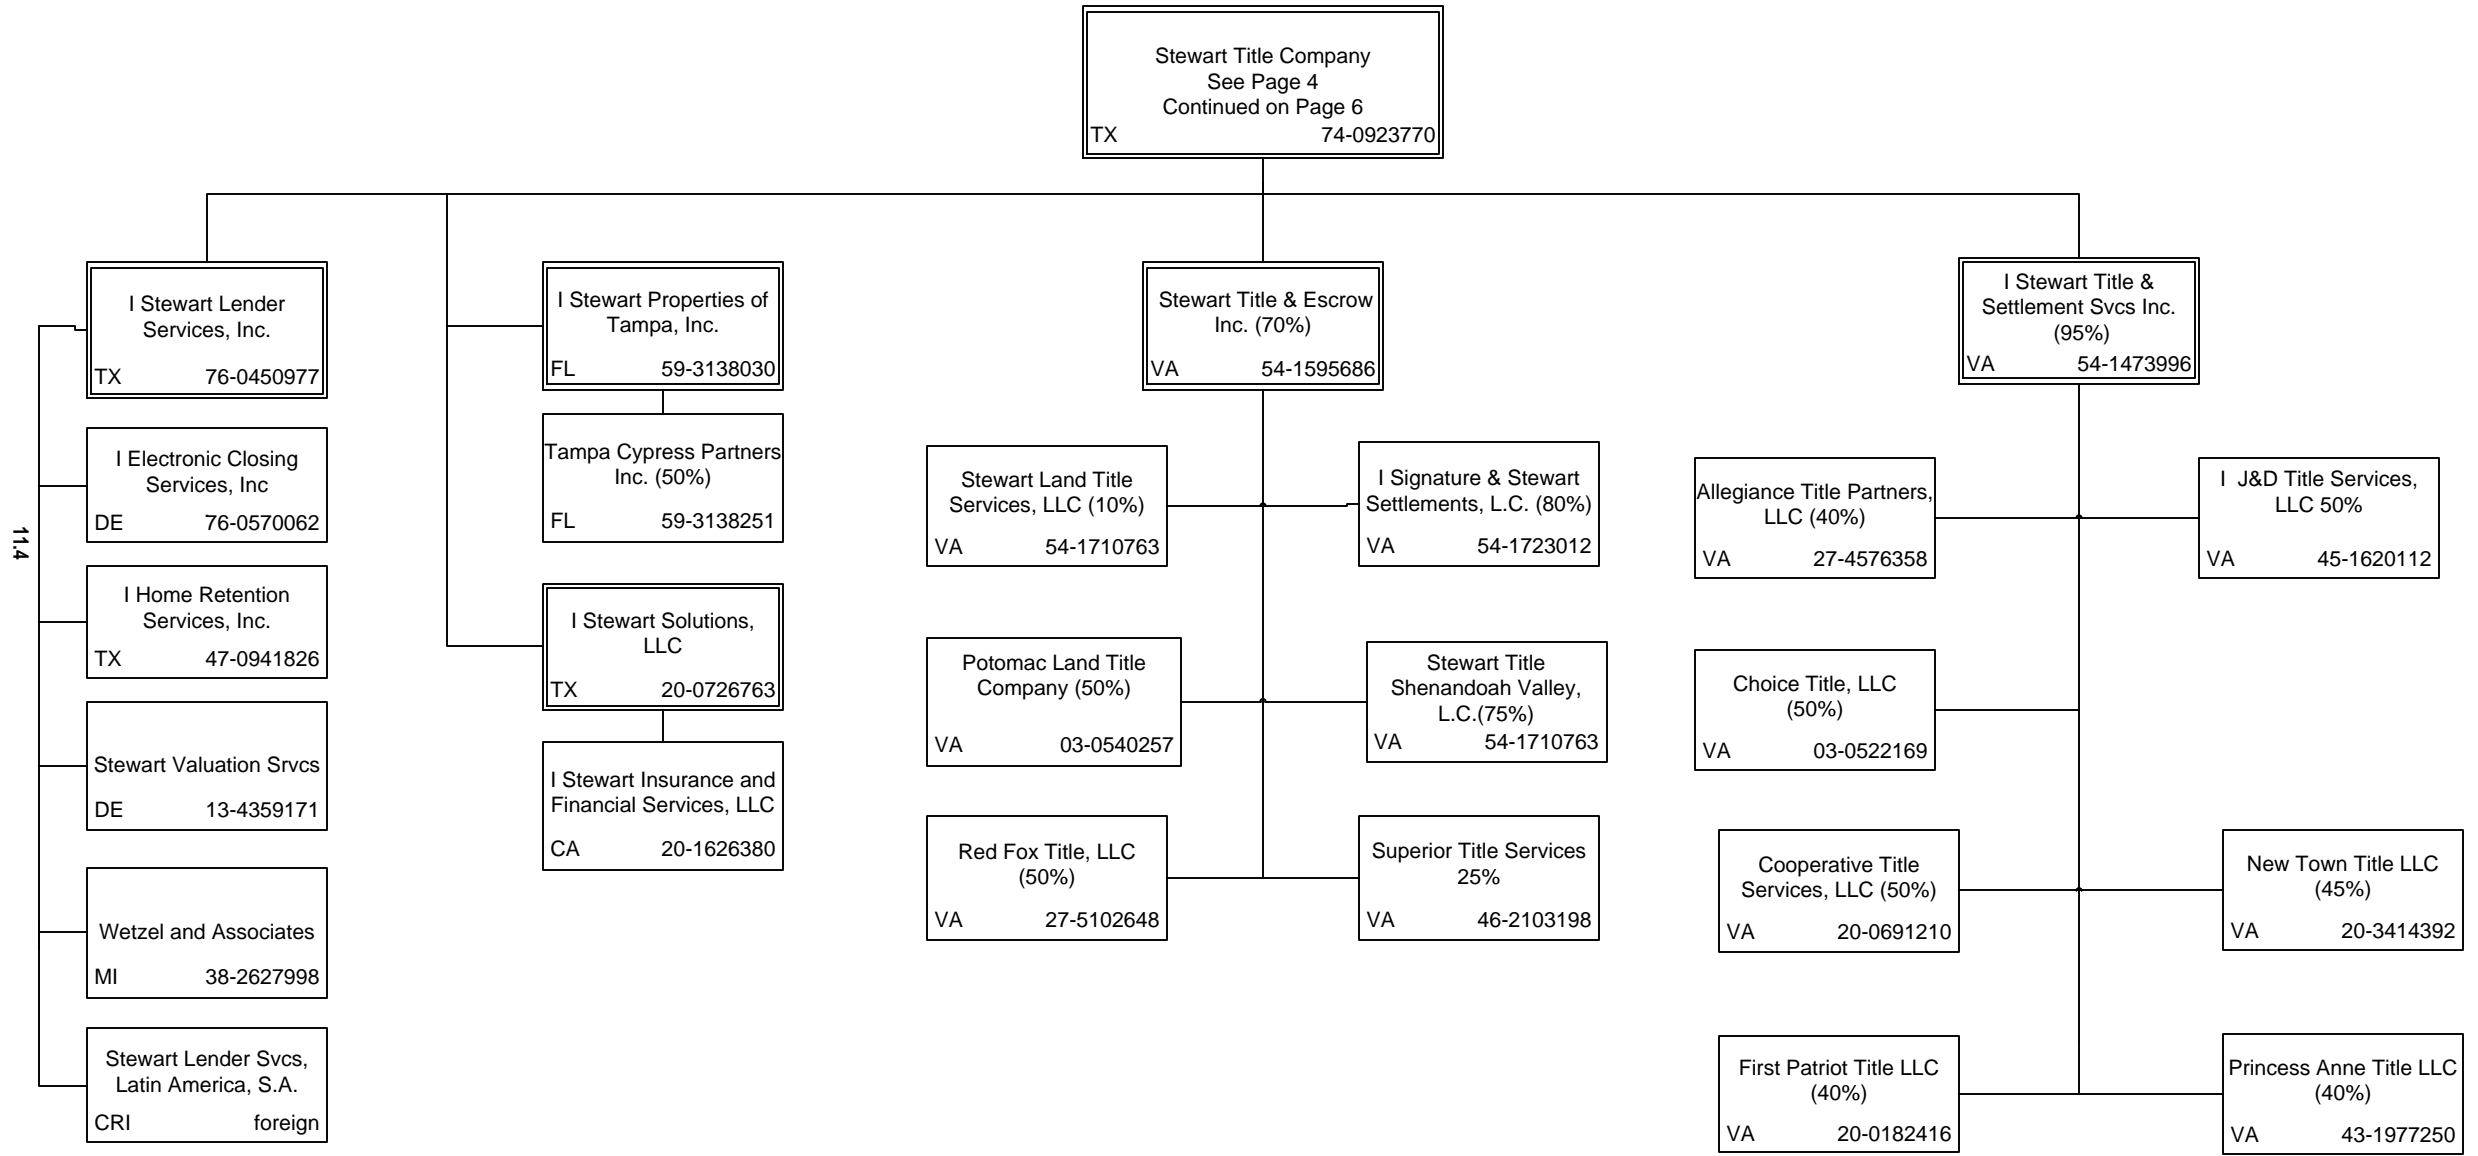 Stewart Title Company
See Page 4
Continued on Page 6
TX 74-0923770
I Stewart Lender
Services, Inc.
TX 76-0450977
I Electronic Closing
Services, Inc
DE 76-0570062
I Home Retention
Services, Inc.
TX 47-0941826
Stewart Valuation Srvcs
DE 13-4359171
Wetzel and Associates
MI 38-2627998
Stewart Lender Svcs,
Latin America, S.A.
CRI foreign
11.4
I Stewart Properties of
Tampa, Inc.
FL 59-3138030
Tampa Cypress Partners
Inc. (50%)
FL 59-3138251
I Stewart Solutions,
LLC
TX 20-0726763
I Stewart Insurance and
Financial Services, LLC
CA 20-1626380
Stewart Title & Escrow
Inc. (70%)
VA 54-1595686
Stewart Land Title
Services, LLC (10%)
VA 54-1710763
I Signature & Stewart
Settlements, L.C. (80%)
VA 54-1723012
Potomac Land Title
Company (50%)
VA 03-0540257
Stewart Title
Shenandoah Valley,
L.C.(75%)
VA 54-1710763
Red Fox Title, LLC
(50%)
VA 27-5102648
Superior Title Services
25%
VA 46-2103198
I Stewart Title &
Settlement Svcs Inc.
(95%)
VA 54-1473996
Allegiance Title Partners,
LLC (40%)
VA 27-4576358
I J&D Title Services,
LLC 50%
VA 45-1620112
Choice Title, LLC
(50%)
VA 03-0522169
Cooperative Title
Services, LLC (50%)
VA 20-0691210
New Town Title LLC
(45%)
VA 20-3414392
First Patriot Title LLC
(40%)
VA 20-0182416
Princess Anne Title LLC
(40%)
VA 43-1977250